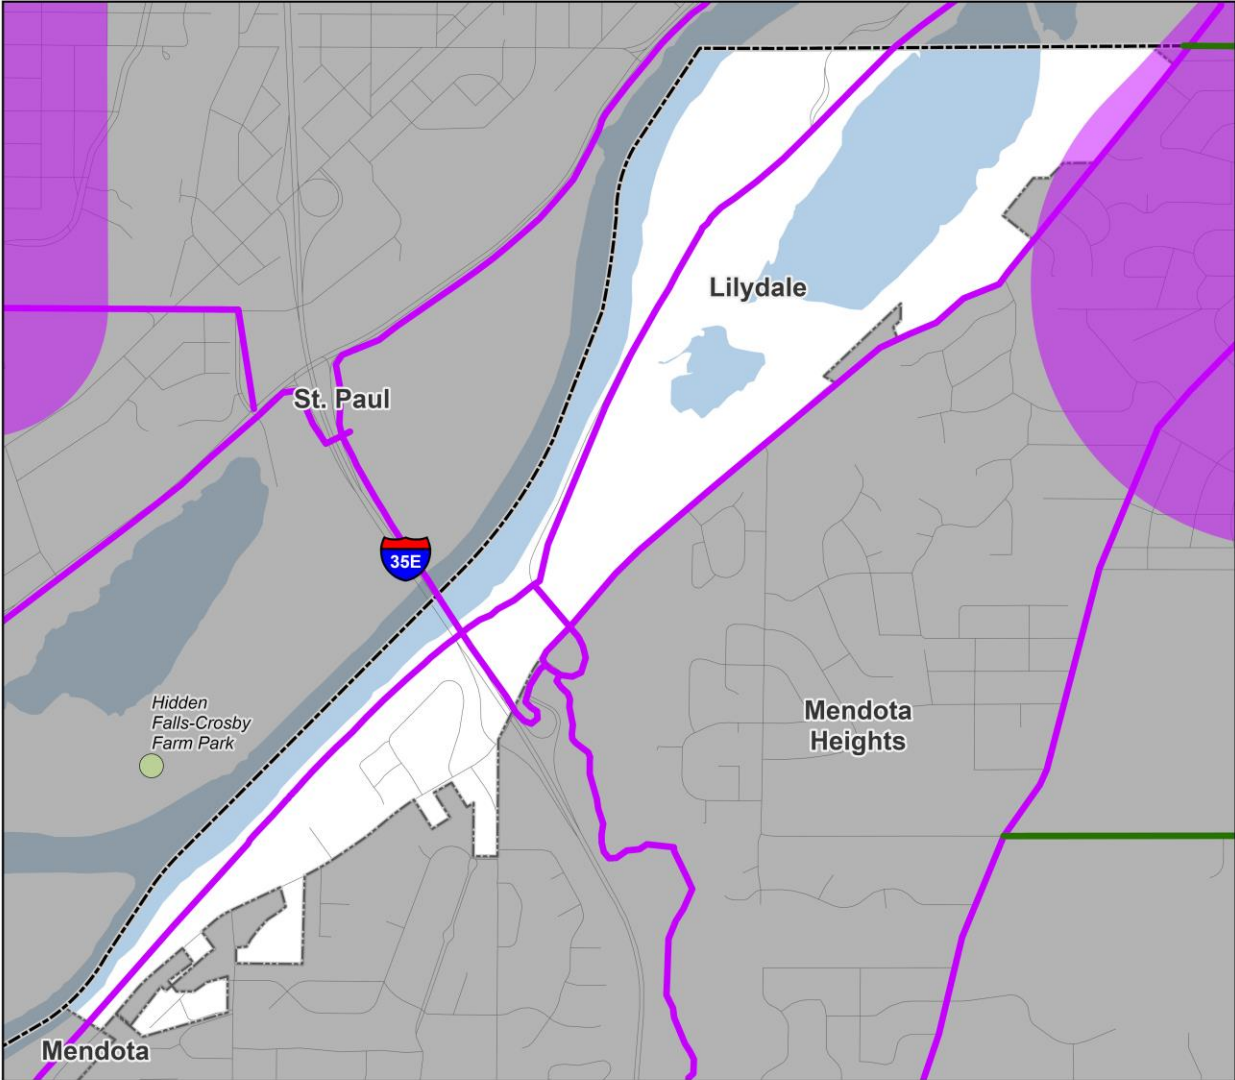 Lilydale
St. Paul
35E
Hidden
Falls-Crosby
Farm Park
Mendota
Heights
Mendota